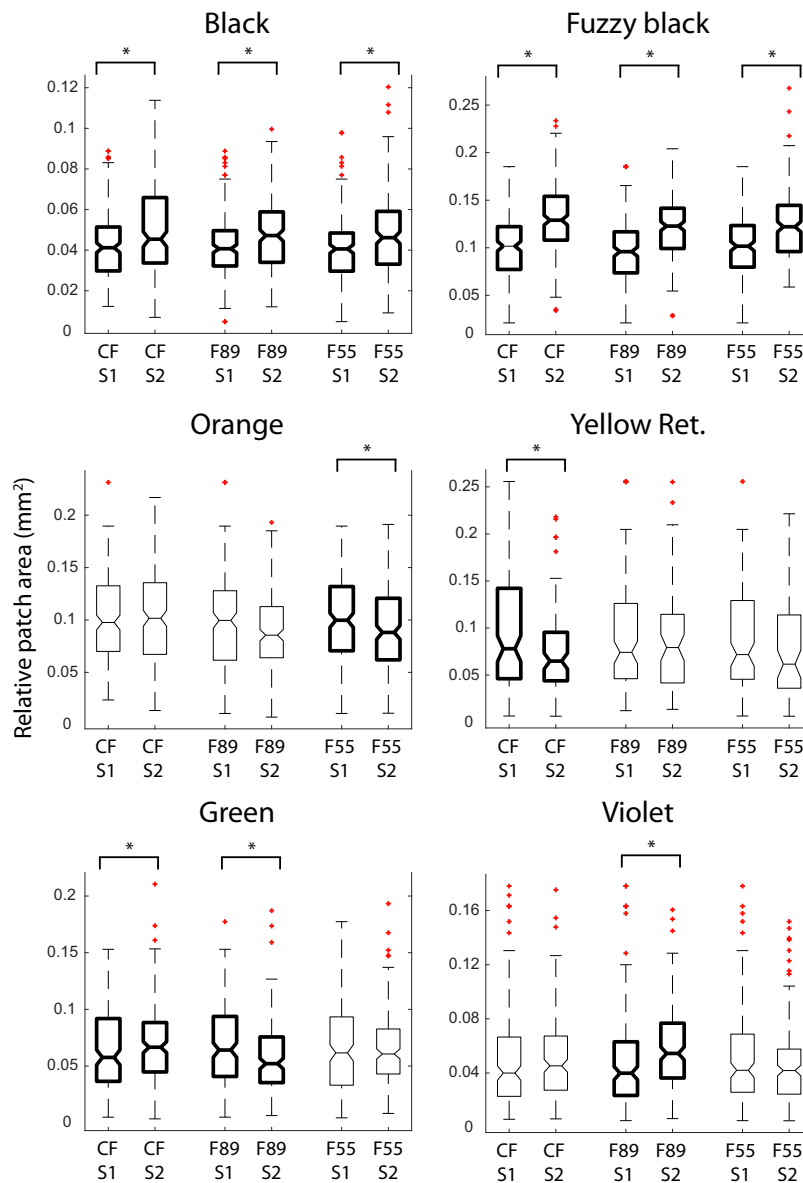 Black
Fuzzy black
* * *
* * *
0.12
0.1
0.08
0.06
0.04
0.02
0
0.25
0.2
0.15
0.1
0.05
0
CF CF F89 F89 F55 F55
S1 S2 S1 S2 S1 S2
CF CF F89 F89 F55 F55
S1 S2 S1 S2 S1 S2
Relative patch area (mm²)
Orange
Yellow Ret.
*
*
0.2
0.15
0.1
0.05
0
0.25
0.2
0.15
0.1
0.05
0
CF CF F89 F89 F55 F55
S1 S2 S1 S2 S1 S2
CF CF F89 F89 F55 F55
S1 S2 S1 S2 S1 S2
Green
Violet
* *
*
0.2
0.15
0.1
0.05
0
0.16
0.12
0.08
0.04
0
CF CF F89 F89 F55 F55
S1 S2 S1 S2 S1 S2
CF CF F89 F89 F55 F55
S1 S2 S1 S2 S1 S2